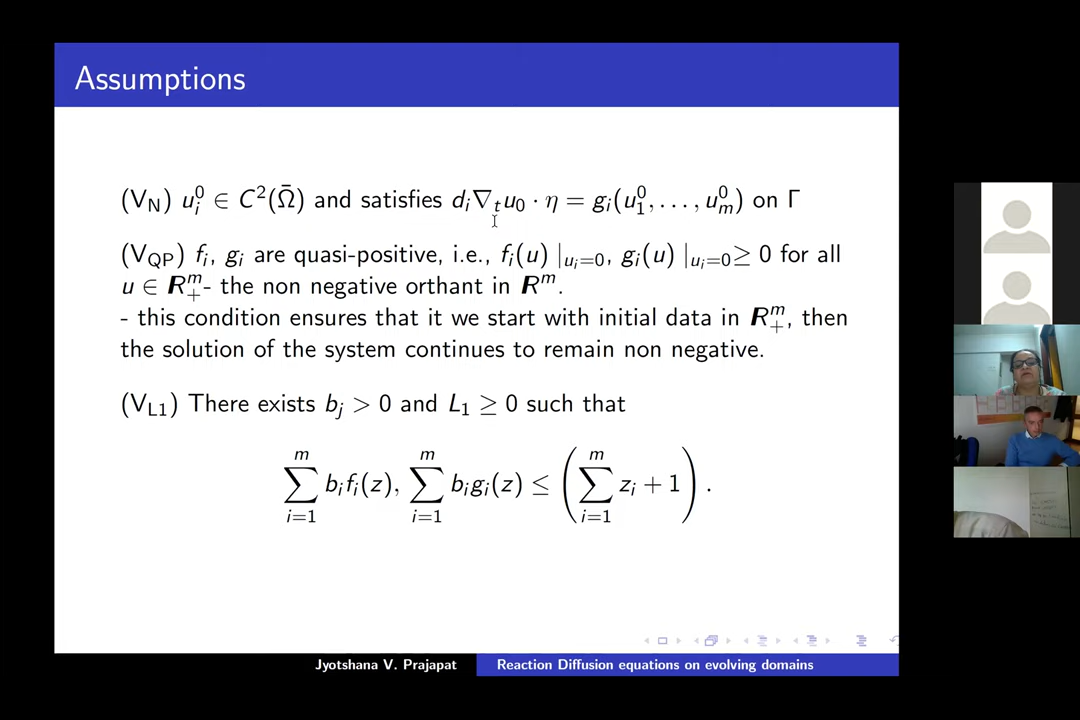 Assumptions
(V_N) u_i^0 ∈ C^2(Ω̄) and satisfies d_i∇_t u_0 · η = g_i(u_1^0, . . . , u_m^0) on Γ
(V_QP) f_i, g_i are quasi-positive, i.e., f_i(u) |_{u_i=0}, g_i(u) |_{u_i=0} ≥ 0 for all
u ∈ R_+^m- the non negative orthant in R^m.
- this condition ensures that it we start with initial data in R_+^m, then
the solution of the system continues to remain non negative.
(V_L1) There exists b_j > 0 and L_1 ≥ 0 such that
∑_{i=1}^m b_i f_i(z), ∑_{i=1}^m b_i g_i(z) ≤ (∑_{i=1}^m z_i + 1) .
Jyotshana V. Prajapat
Reaction Diffusion equations on evolving domains